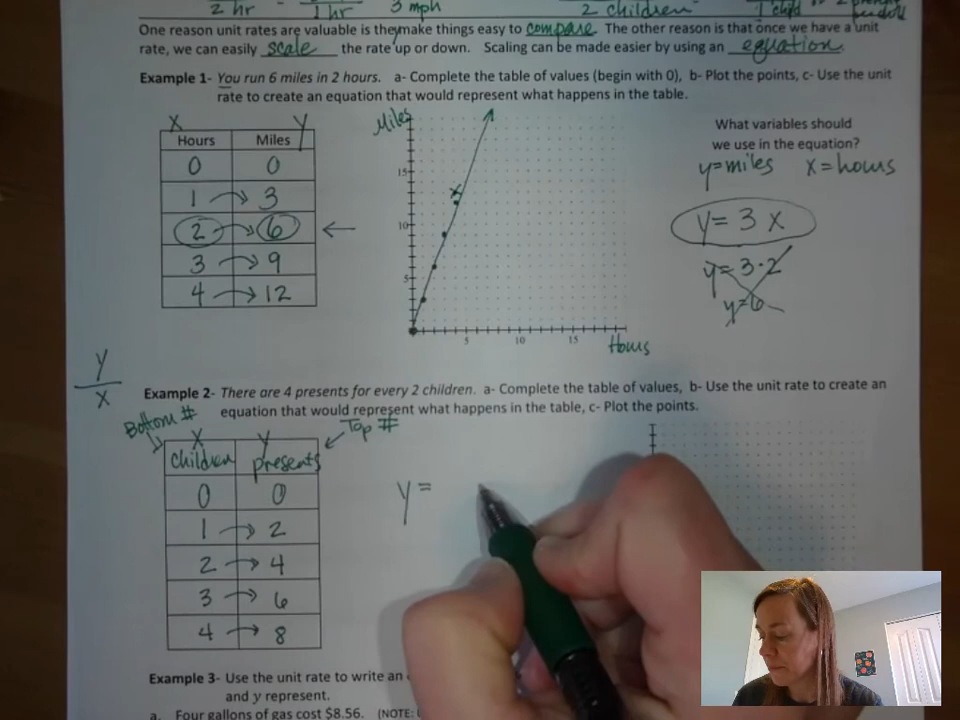 2 hr = 1 hr 3 mph 2 children 1 child
One reason unit rates are valuable is they make things easy to compare. The other reason is that once we have a unit
rate, we can easily scale the rate up or down. Scaling can be made easier by using an equation.
Example 1- You run 6 miles in 2 hours. a- Complete the table of values (begin with 0), b- Plot the points, c- Use the unit
rate to create an equation that would represent what happens in the table.
X Y
Hours Miles
0 0
1 3
2 6
3 9
4 12
Miles
15
10
5
5 10 15
Hours
What variables should
we use in the equation?
y=miles x=hours
y= 3 x
y=3·2
y=6
y
x
Example 2- There are 4 presents for every 2 children. a- Complete the table of values, b- Use the unit rate to create an
equation that would represent what happens in the table, c- Plot the points.
Bottom # Top #
X Y
children presents
0 0
1 2
2 4
3 6
4 8
y =
Example 3- Use the unit rate to write an
and y represent.
a. Four gallons of gas cost $8.56. (NOTE: